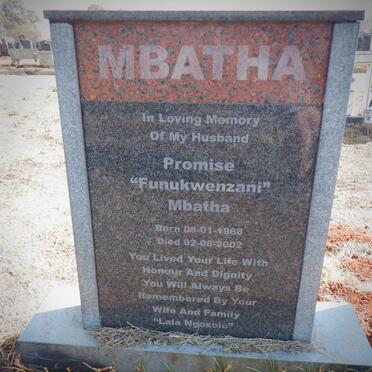 MBATHA
In Loving Memory
Of My Husband
Promise
"Funukwenzani"
Mbatha
Born 08-01-1968
Died 02-08-2002
You Lived Your Life With
Honour And Dignity
You Will Always Be
Remembered By Your
Wife And Family
"Lala Ngoxolo"